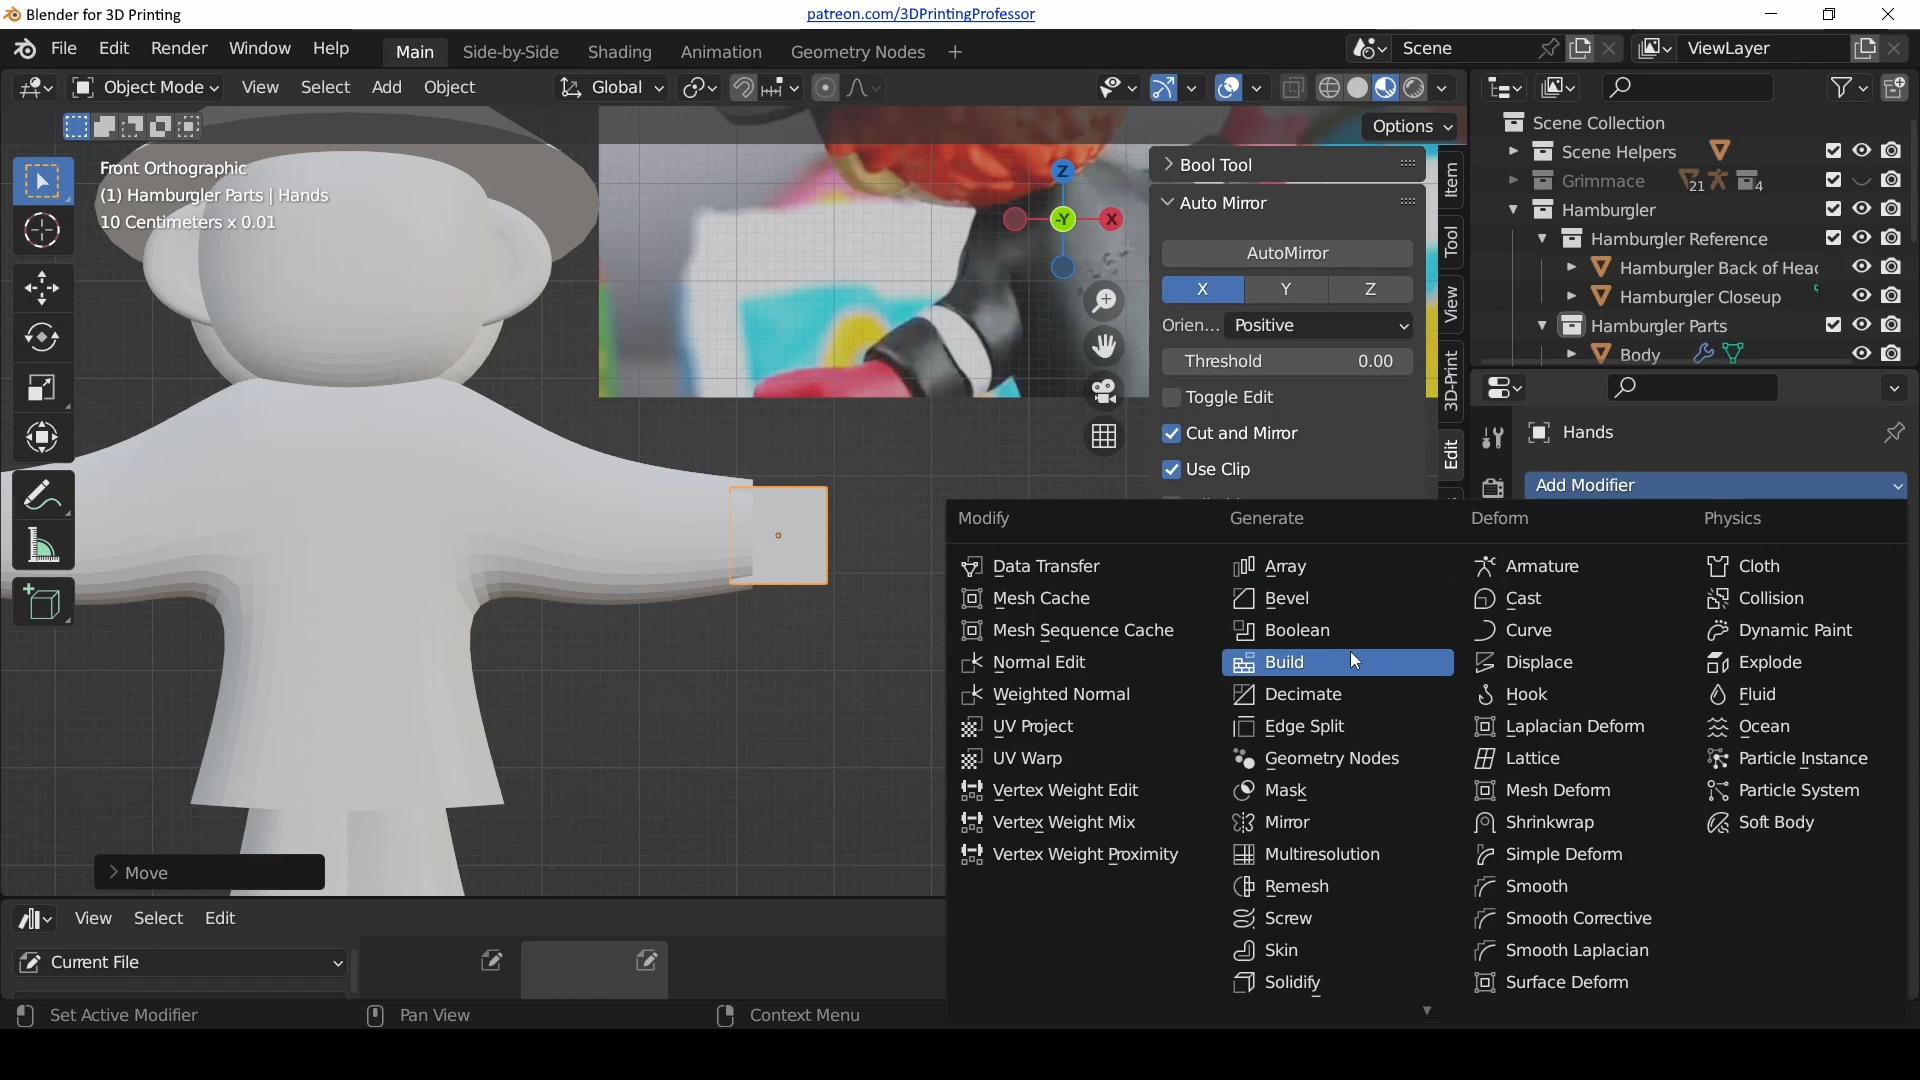 Blender for 3D Printing
patreon.com/3DPrintingProfessor
File Edit Render Window Help
Main Side-by-Side Shading Animation Geometry Nodes +
Scene
ViewLayer
Object Mode View Select Add Object
Global
Options
Front Orthographic
(1) Hamburgler Parts | Hands
10 Centimeters x 0.01
Z
-Y
X
Bool Tool
Auto Mirror
AutoMirror
X Y Z
Orien... Positive
Threshold 0.00
Toggle Edit
Cut and Mirror
Use Clip
Item
Tool
View
3D-Print
Edit
Scene Collection
Scene Helpers
Grimmace 21 4
Hamburgler
Hamburgler Reference
Hamburgler Back of Head
Hamburgler Closeup
Hamburgler Parts
Body
Hands
Add Modifier
Modify
Data Transfer
Mesh Cache
Mesh Sequence Cache
Normal Edit
Weighted Normal
UV Project
UV Warp
Vertex Weight Edit
Vertex Weight Mix
Vertex Weight Proximity
Generate
Array
Bevel
Boolean
Build
Decimate
Edge Split
Geometry Nodes
Mask
Mirror
Multiresolution
Remesh
Screw
Skin
Solidify
Deform
Armature
Cast
Curve
Displace
Hook
Laplacian Deform
Lattice
Mesh Deform
Shrinkwrap
Simple Deform
Smooth
Smooth Corrective
Smooth Laplacian
Surface Deform
Physics
Cloth
Collision
Dynamic Paint
Explode
Fluid
Ocean
Particle Instance
Particle System
Soft Body
Move
View Select Edit
Current File
Set Active Modifier
Pan View
Context Menu